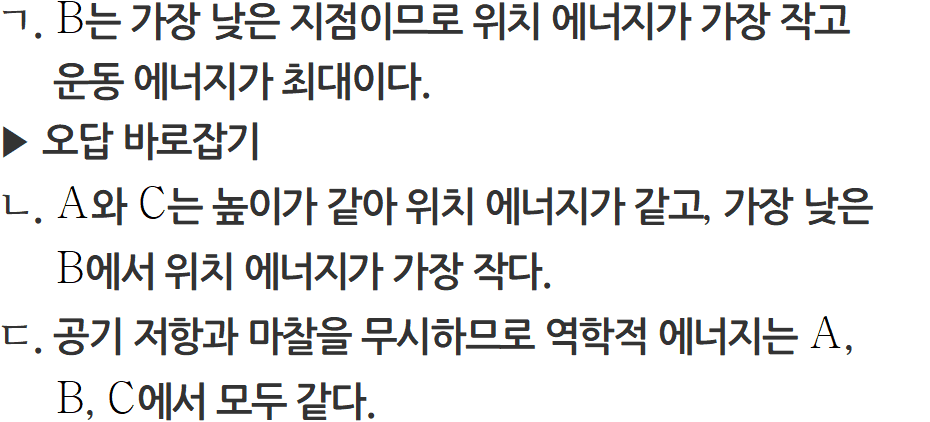 ㄱ. B는 가장 낮은 지점이므로 위치 에너지가 가장 작고
운동 에너지가 최대이다.
▶ 오답 바로잡기
ㄴ. A와 C는 높이가 같아 위치 에너지가 같고, 가장 낮은
B에서 위치 에너지가 가장 작다.
ㄷ. 공기 저항과 마찰을 무시하므로 역학적 에너지는 A,
B, C에서 모두 같다.